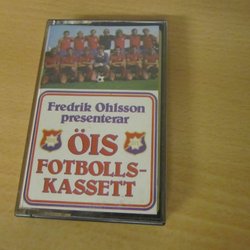 Fredrik Ohlsson
presenterar
ÖIS
FOTBOLLS-
KASSETT